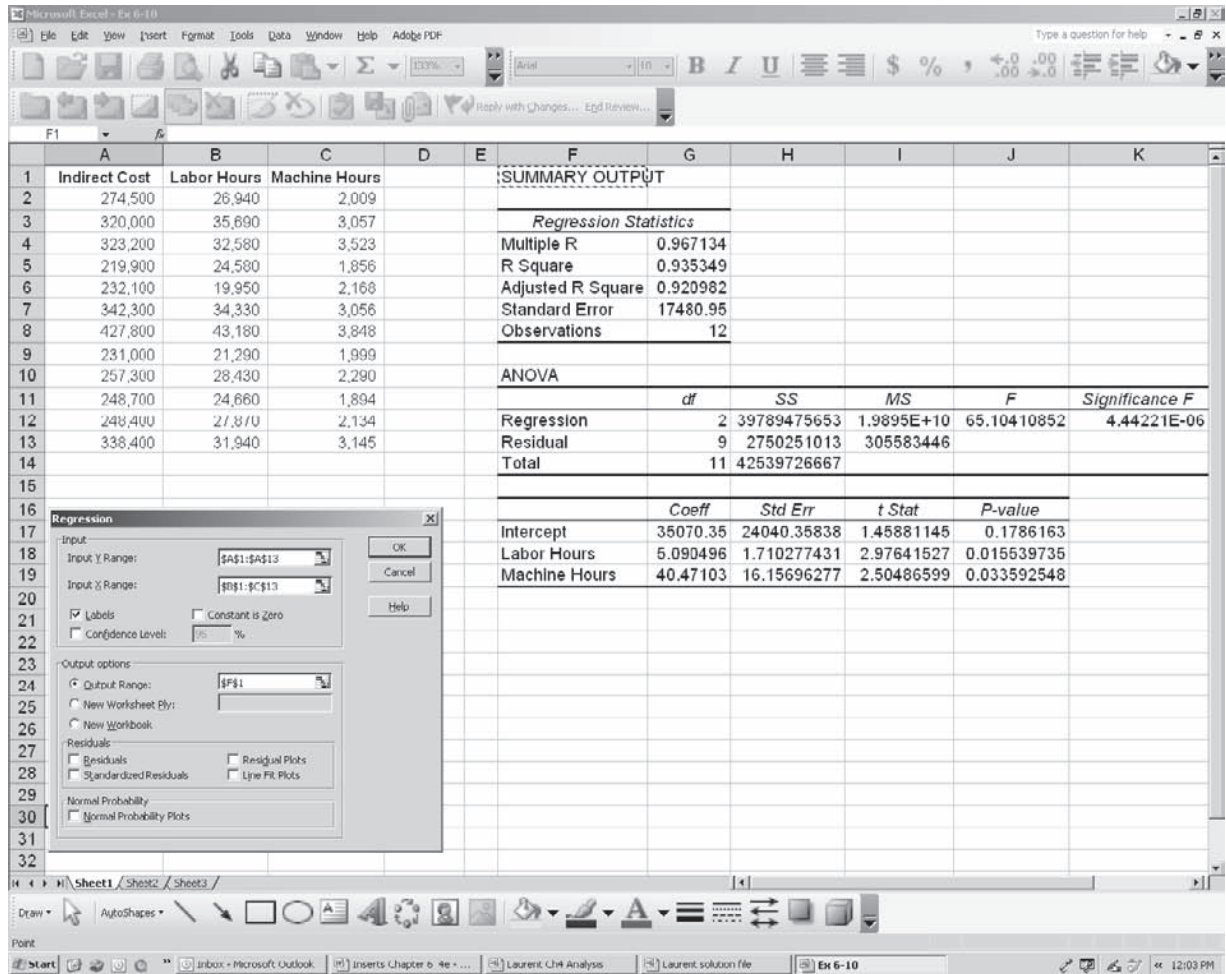 Microsoft Excel - Ex 6-10
File Edit View Insert Format Tools Data Window Help Adobe PDF
Type a question for help
Arial 10 B I U $ % ,
Reply with Changes... End Review...
F1 fx
A B C D E F G H I J K
1 Indirect Cost Labor Hours Machine Hours SUMMARY OUTPUT
2 274,500 26,940 2,009
3 320,000 35,690 3,057 Regression Statistics
4 323,200 32,580 3,523 Multiple R 0.967134
5 219,900 24,580 1,856 R Square 0.935349
6 232,100 19,950 2,168 Adjusted R Square 0.920982
7 342,300 34,330 3,056 Standard Error 17480.95
8 427,800 43,180 3,848 Observations 12
9 231,000 21,290 1,999
10 257,300 28,430 2,290 ANOVA
11 248,700 24,660 1,894 df SS MS F Significance F
12 248,400 27,870 2,134 Regression 2 39789475653 1.9895E+10 65.10410852 4.44221E-06
13 338,400 31,940 3,145 Residual 9 2750251013 305583446
14 Total 11 42539726667
15
16 Coeff Std Err t Stat P-value
17 Intercept 35070.35 24040.35838 1.45881145 0.1786163
18 Labor Hours 5.090496 1.710277431 2.97641527 0.015539735
19 Machine Hours 40.47103 16.15696277 2.50486599 0.033592548
20
21
22
23
24
25
26
27
28
29
30
31
32
Regression
Input
Input Y Range: $A$1:$A$13
Input X Range: $B$1:$C$13
Labels Constant is Zero
Confidence Level: 95 %
OK
Cancel
Help
Output options
Output Range: $F$1
New Worksheet Ply:
New Workbook
Residuals
Residuals Residual Plots
Standardized Residuals Line Fit Plots
Normal Probability
Normal Probability Plots
Sheet1 / Sheet2 / Sheet3 /
Draw AutoShapes
Point
Start Inbox - Microsoft Outlook Inserts Chapter 6 4e - ... Laurent Ch4 Analysis Laurent solution file Ex 6-10 12:03 PM